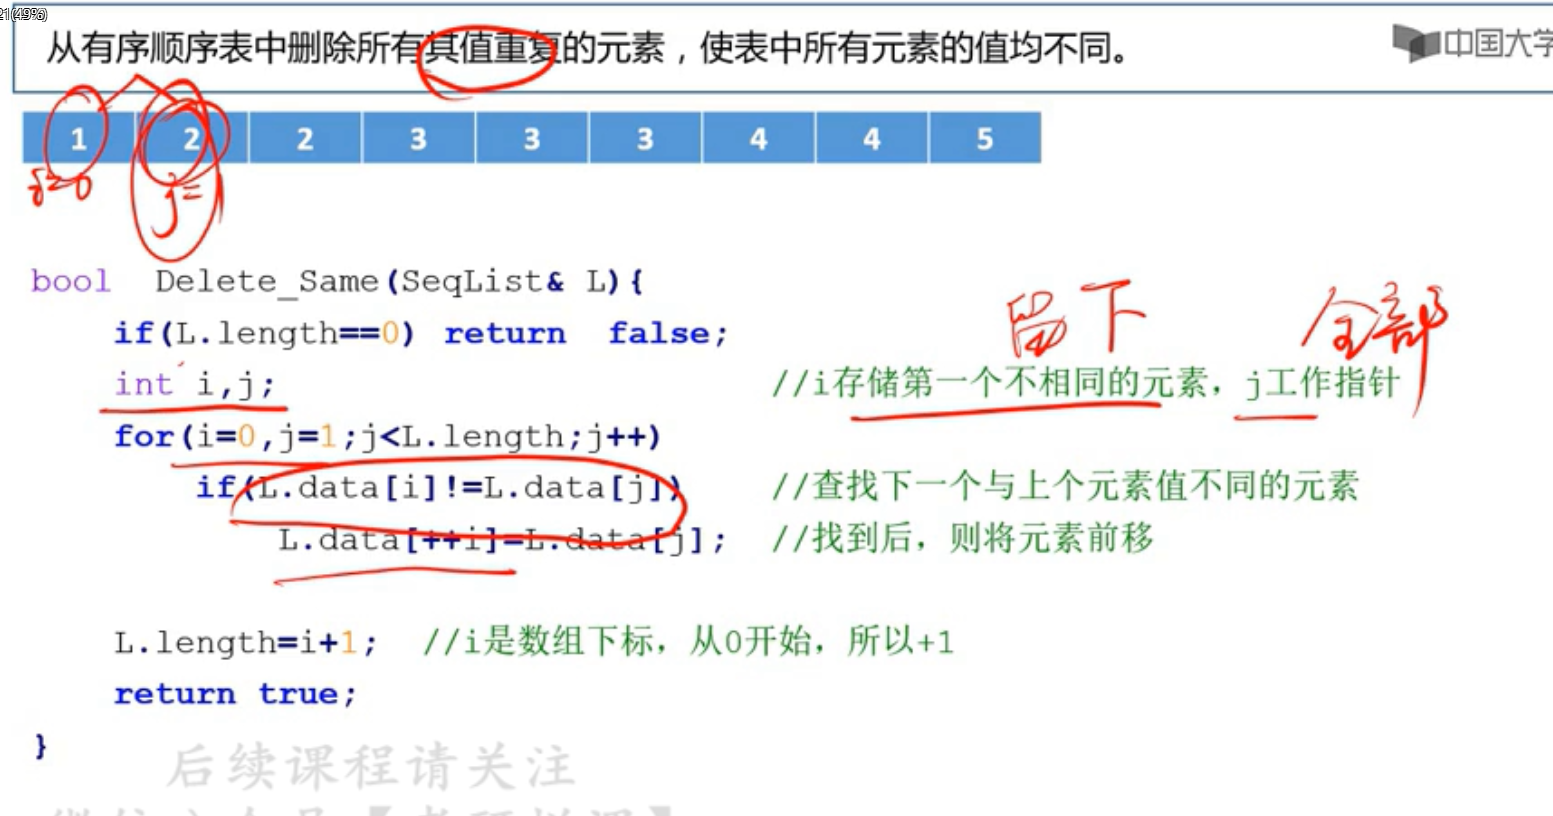 21(49%)
从有序顺序表中删除所有其值重复的元素，使表中所有元素的值均不同。
中国大学
1 2 2 3 3 3 4 4 5
i=0 j=1
bool Delete_Same(SeqList& L){
留下 全部
if(L.length==0) return false;
int i,j; //i存储第一个不相同的元素，j工作指针
for(i=0,j=1;j<L.length;j++)
if(L.data[i]!=L.data[j]) //查找下一个与上个元素值不同的元素
L.data[++i]=L.data[j]; //找到后，则将元素前移
L.length=i+1; //i是数组下标，从0开始，所以+1
return true;
}
后续课程请关注